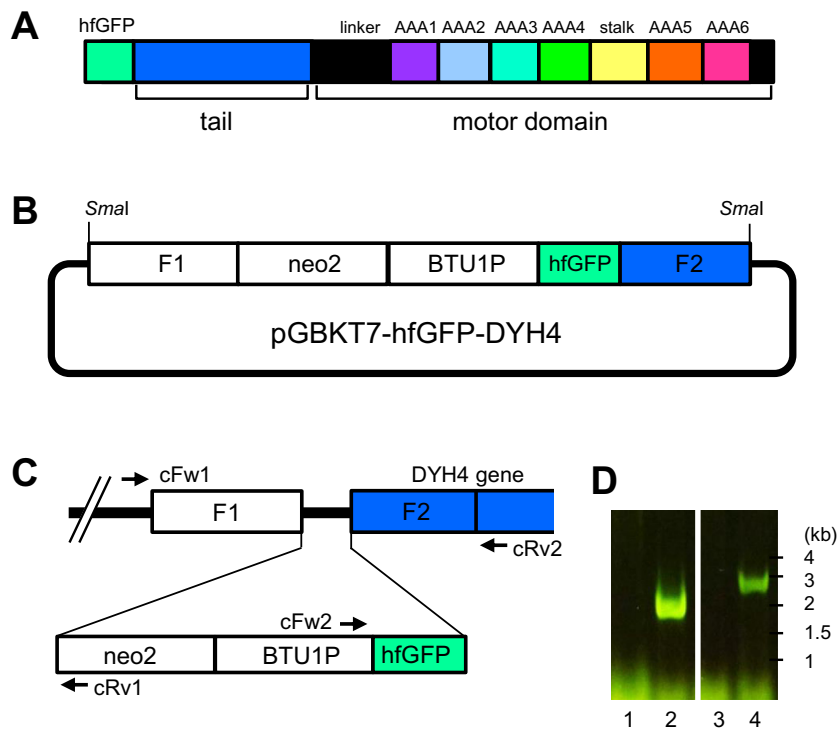 A
hfGFP
linker AAA1 AAA2 AAA3 AAA4 stalk AAA5 AAA6
tail motor domain
B
SmaI SmaI
F1 neo2 BTU1P hfGFP F2
pGBKT7-hfGFP-DYH4
C
cFw1 DYH4 gene
F1 F2
cRv2
cFw2
neo2 BTU1P hfGFP
cRv1
D
(kb)
4
3
2
1.5
1
1 2 3 4